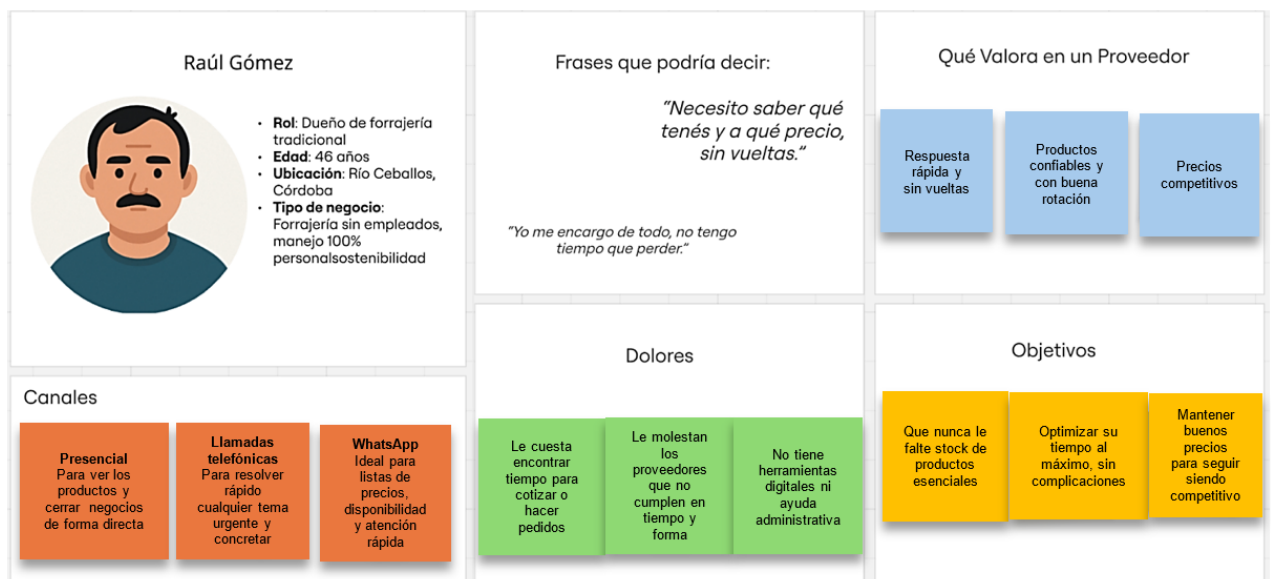 Raúl Gómez
• Rol: Dueño de forrajería
tradicional
• Edad: 46 años
• Ubicación: Río Ceballos,
Córdoba
• Tipo de negocio:
Forrajería sin empleados,
manejo 100%
personalsostenibilidad
Frases que podría decir:
"Necesito saber qué
tenés y a qué precio,
sin vueltas."
"Yo me encargo de todo, no tengo
tiempo que perder."
Qué Valora en un Proveedor
Respuesta
rápida y
sin vueltas
Productos
confiables y
con buena
rotación
Precios
competitivos
Canales
Presencial
Para ver los
productos y
cerrar negocios
de forma directa
Llamadas
telefónicas
Para resolver
rápido
cualquier tema
urgente y
concretar
WhatsApp
Ideal para
listas de
precios,
disponibilidad
y atención
rápida
Dolores
Le cuesta
encontrar
tiempo para
cotizar o
hacer
pedidos
Le molestan
los
proveedores
que no
cumplen en
tiempo y
forma
No tiene
herramientas
digitales ni
ayuda
administrativa
Objetivos
Que nunca le
falte stock de
productos
esenciales
Optimizar su
tiempo al
máximo, sin
complicaciones
Mantener
buenos
precios
para seguir
siendo
competitivo